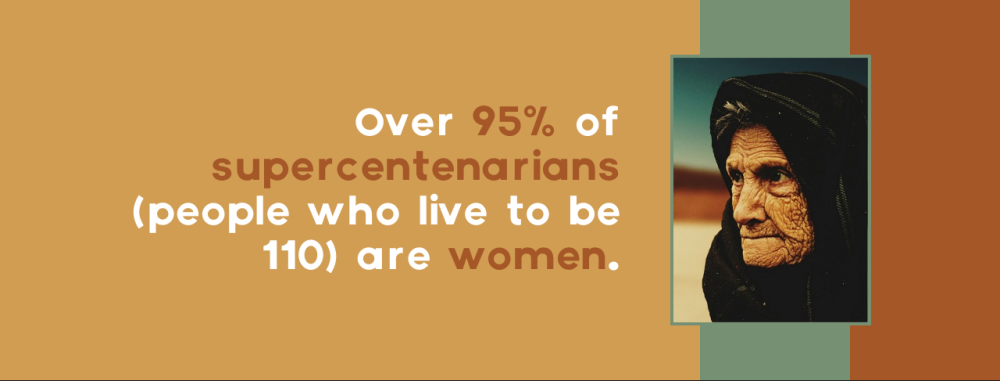 Over 95% of
supercentenarians
(people who live to be
110) are women.